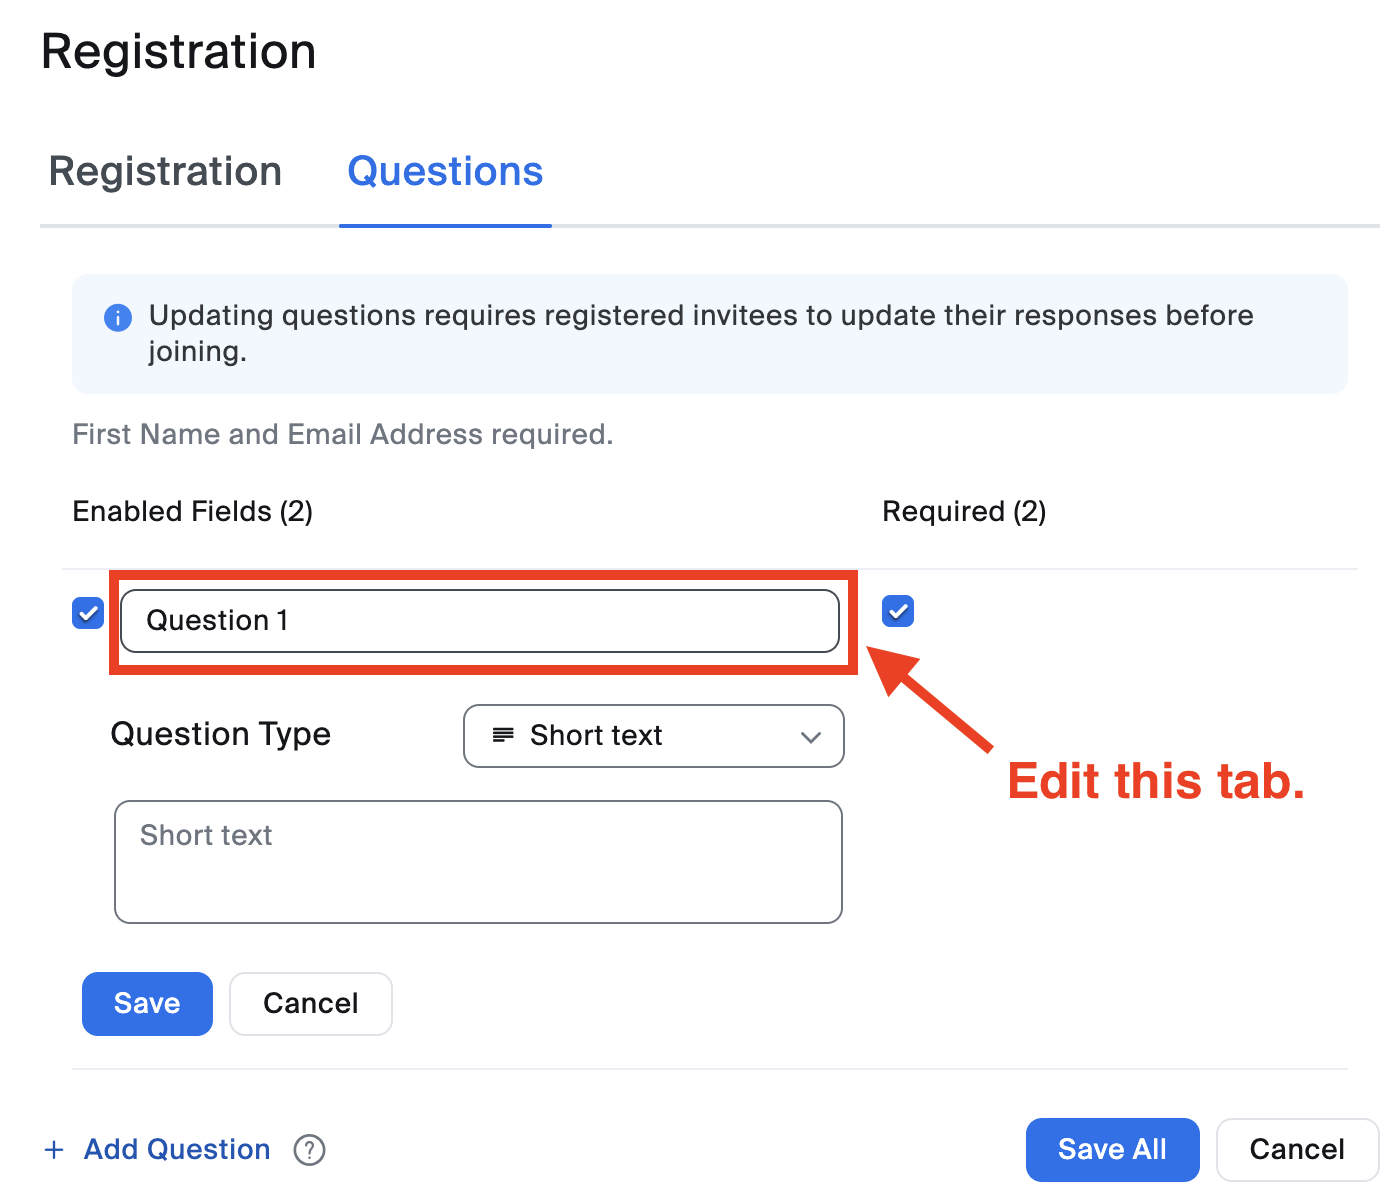 Registration
Registration Questions
Updating questions requires registered invitees to update their responses before
joining.
First Name and Email Address required.
Enabled Fields (2) Required (2)
Question 1
Question Type Short text
Edit this tab.
Short text
Save Cancel
+ Add Question ? Save All Cancel